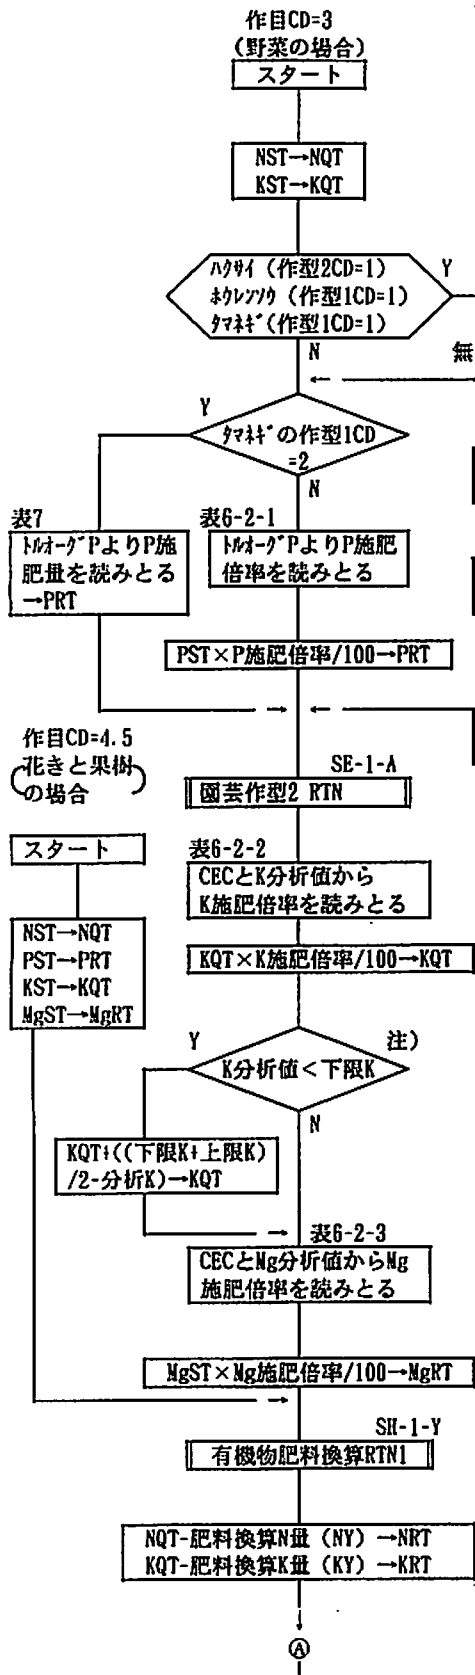 作目CD=3
(野菜の場合)
スタート
NST→NQT
KST→KQT
ハクサイ(作型2CD=1)
ホウレンソウ(作型1CD=1)
タマネギ(作型1CD=1)
Y
N
無
Y
タマネギの作型1CD
=2
N
表7
トルオーグPよりP施
肥量を読みとる
→PRT
表6-2-1
トルオーグPよりP施肥
倍率を読みとる
PST×P施肥倍率/100→PRT
作目CD=4.5
(花きと果樹)
の場合
SE-1-A
園芸作型2 RTN
スタート
表6-2-2
CECとK分析値から
K施肥倍率を読みとる
NST→NQT
PST→PRT
KST→KQT
MgST→MgRT
KQT×K施肥倍率/100→KQT
Y
注)
K分析値<下限K
N
KQT+((下限K+上限K)
/2-分析K)→KQT
表6-2-3
CECとMg分析値からMg
施肥倍率を読みとる
MgST×Mg施肥倍率/100→MgRT
SH-1-Y
有機物肥料換算RTN1
NQT-肥料換算N量(NY)→NRT
KQT-肥料換算K量(KY)→KRT
Ⓐ